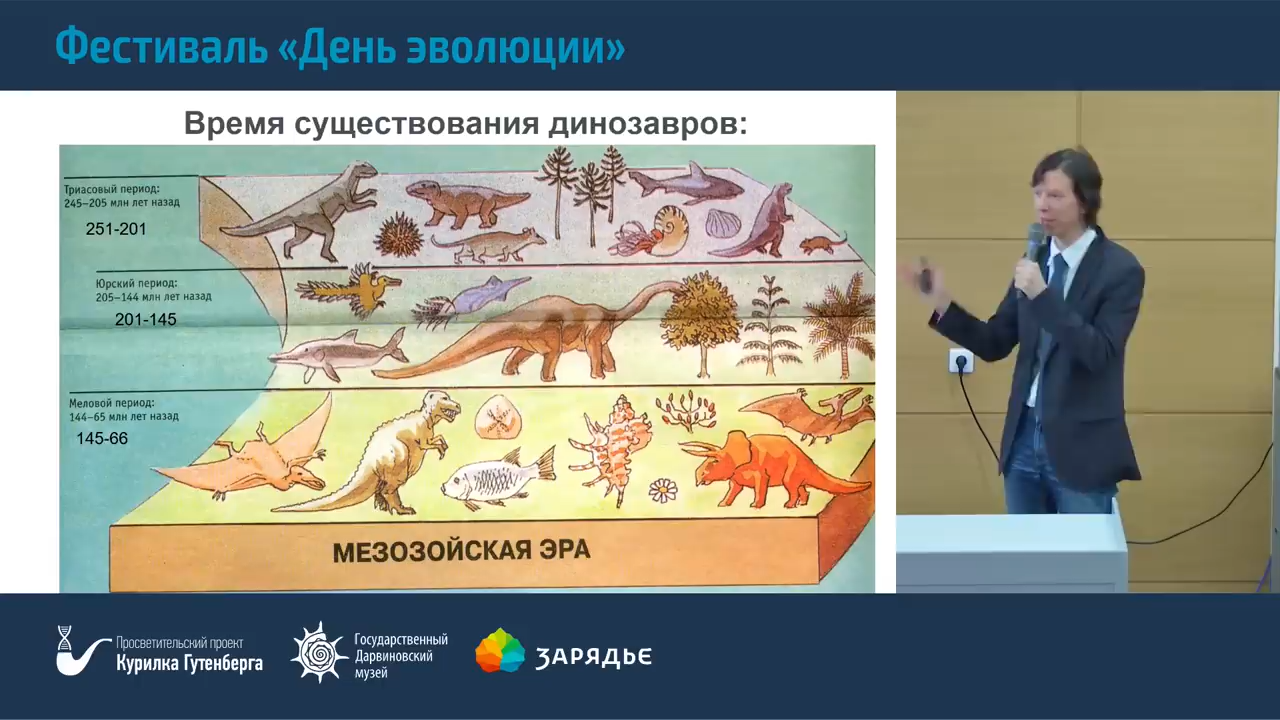 Фестиваль «День эволюции»
Время существования динозавров:
Триасовый период:
245–205 млн лет назад
251-201
Юрский период:
205–144 млн лет назад
201-145
Меловой период:
144–65 млн лет назад
145-66
МЕЗОЗОЙСКАЯ ЭРА
Просветительский проект
Курилка Гутенберга
Государственный
Дарвиновский
музей
ЗАРЯДЬЕ